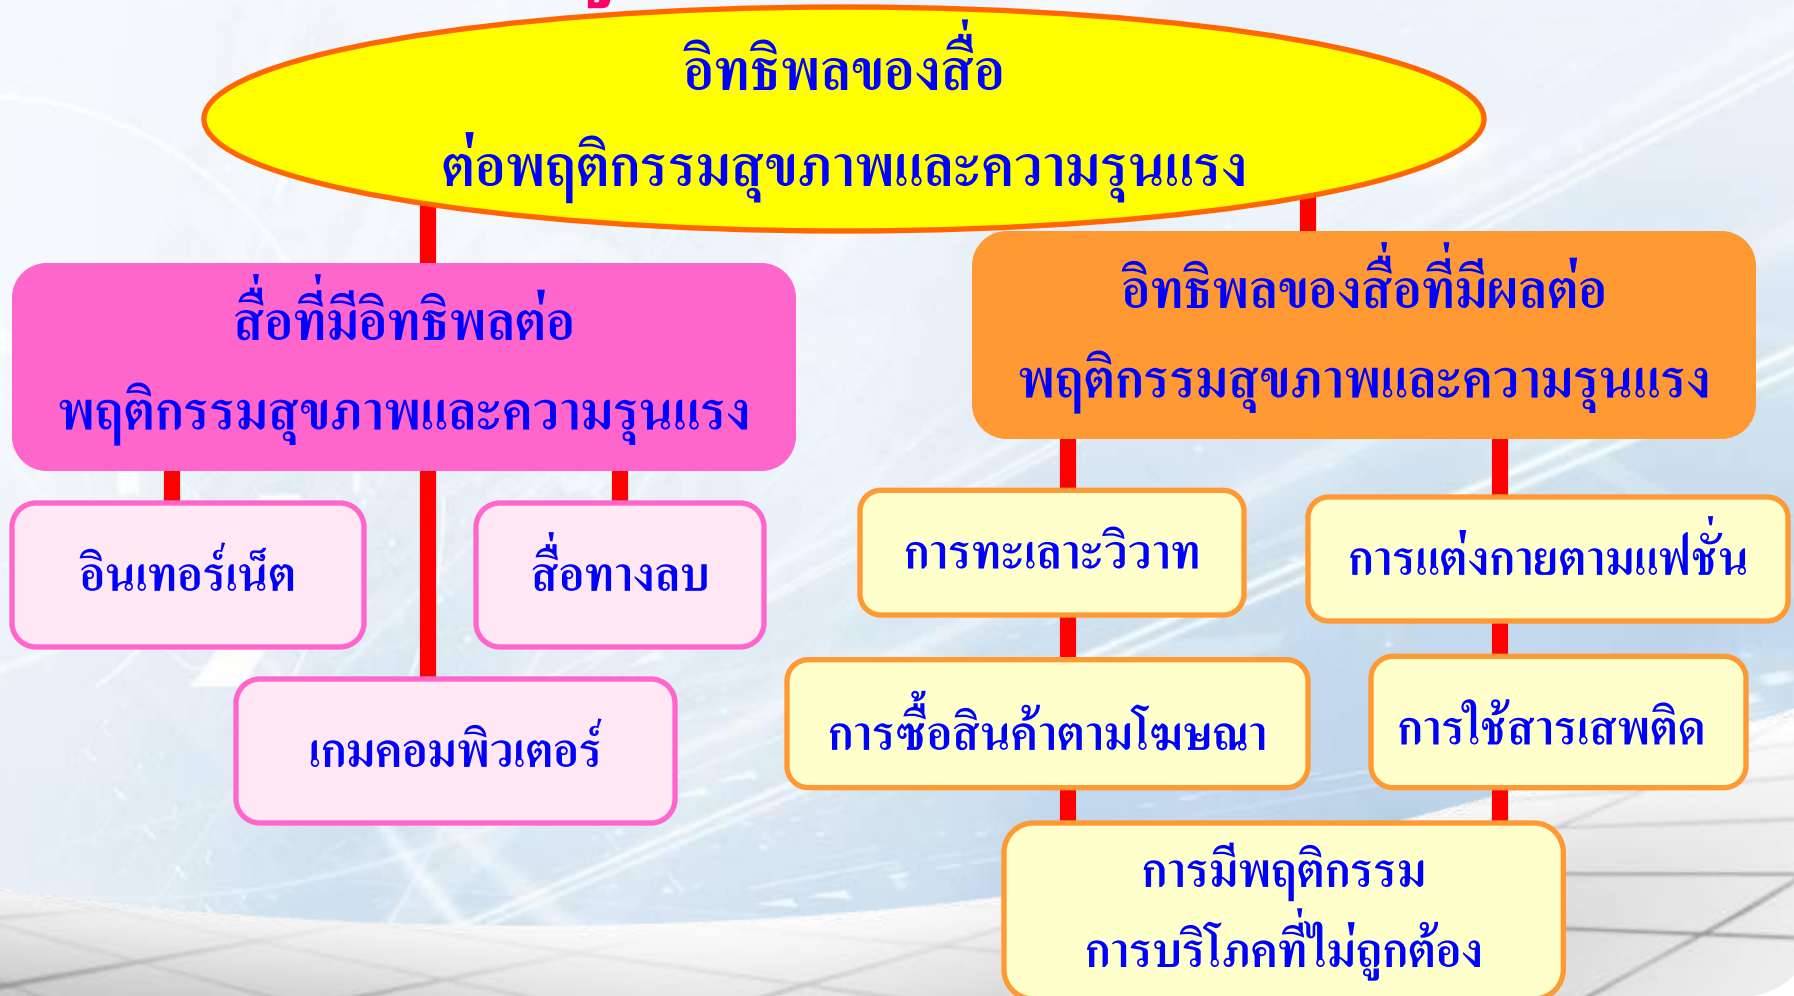 อิทธิพลของสื่อ
ต่อพฤติกรรมสุขภาพและความรุนแรง
สื่อที่มีอิทธิพลต่อ
พฤติกรรมสุขภาพและความรุนแรง
อิทธิพลของสื่อที่มีผลต่อ
พฤติกรรมสุขภาพและความรุนแรง
อินเทอร์เน็ต
สื่อทางลบ
เกมคอมพิวเตอร์
การทะเลาะวิวาท
การแต่งกายตามแฟชั่น
การซื้อสินค้าตามโฆษณา
การใช้สารเสพติด
การมีพฤติกรรม
การบริโภคที่ไม่ถูกต้อง